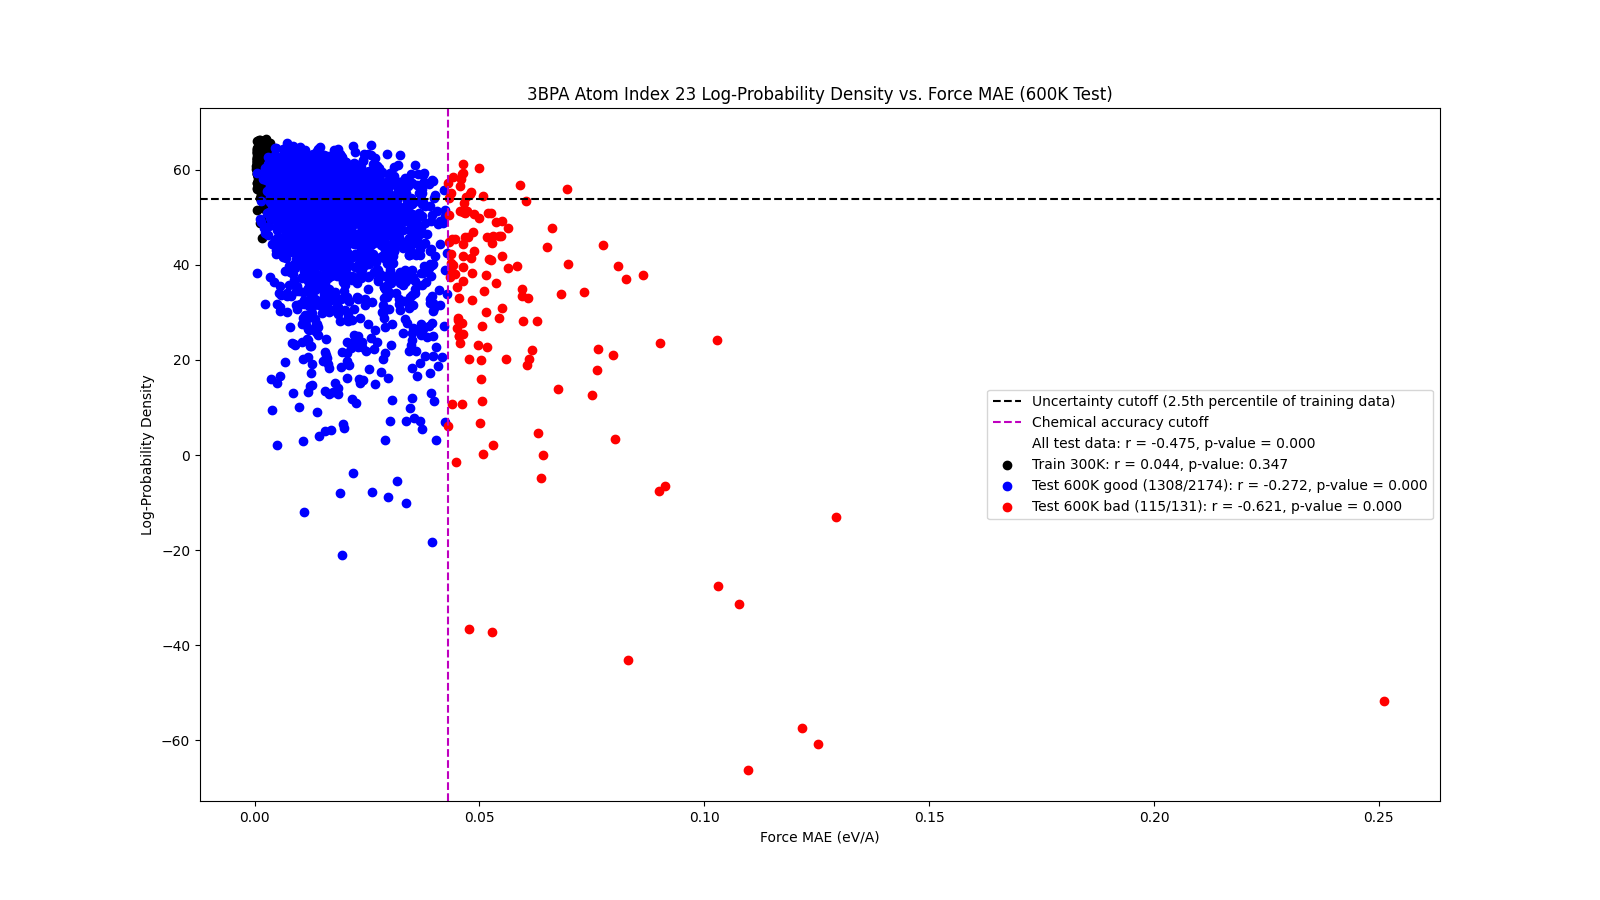 3BPA Atom Index 23 Log-Probability Density vs. Force MAE (600K Test)
Log-Probability Density
60
40
20
0
−20
−40
−60
Uncertainty cutoff (2.5th percentile of training data)
Chemical accuracy cutoff
All test data: r = -0.475, p-value = 0.000
Train 300K: r = 0.044, p-value: 0.347
Test 600K good (1308/2174): r = -0.272, p-value = 0.000
Test 600K bad (115/131): r = -0.621, p-value = 0.000
0.00 0.05 0.10 0.15 0.20 0.25
Force MAE (eV/A)